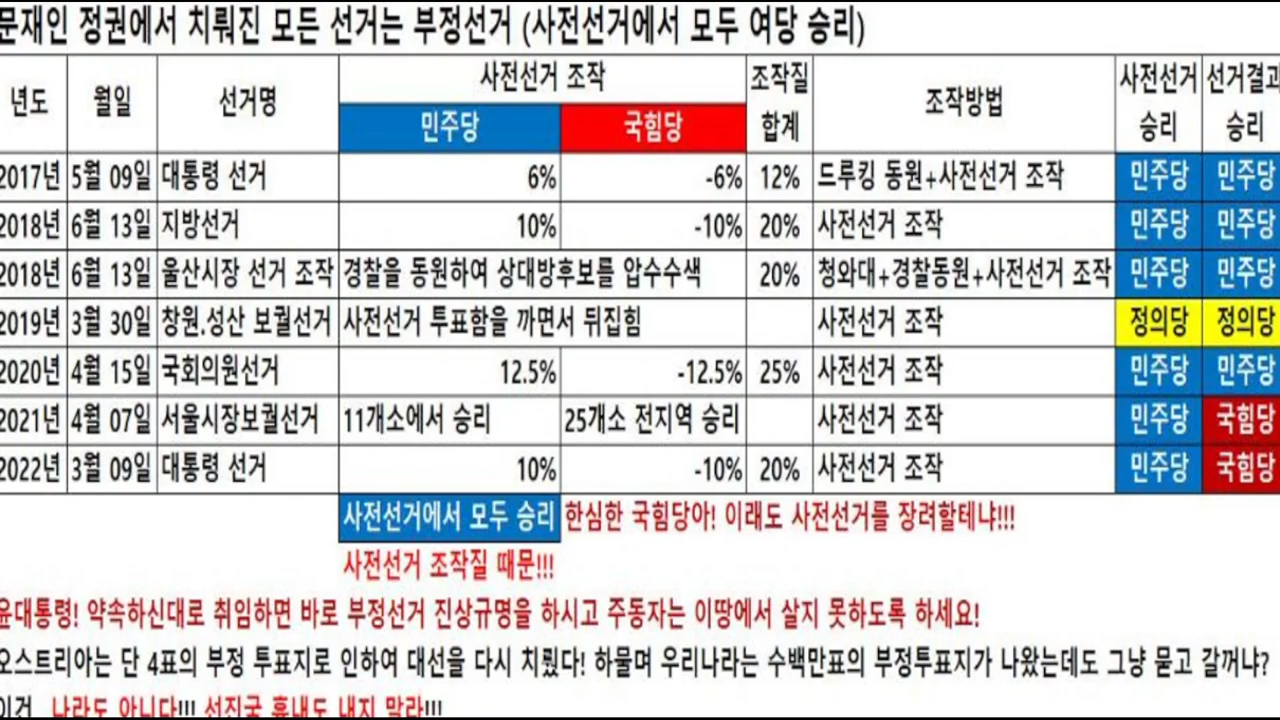 문재인 정권에서 치뤄진 모든 선거는 부정선거 (사전선거에서 모두 여당 승리)
년도 월일 선거명 사전선거 조작 조작질 합계 조작방법 사전선거 승리 선거결과 승리
민주당 국힘당
2017년 5월 09일 대통령 선거 6% -6% 12% 드루킹 동원+사전선거 조작 민주당 민주당
2018년 6월 13일 지방선거 10% -10% 20% 사전선거 조작 민주당 민주당
2018년 6월 13일 울산시장 선거 조작 경찰을 동원하여 상대방후보를 압수수색 20% 청와대+경찰동원+사전선거 조작 민주당 민주당
2019년 3월 30일 창원.성산 보궐선거 사전선거 투표함을 까면서 뒤집힘 사전선거 조작 정의당 정의당
2020년 4월 15일 국회의원선거 12.5% -12.5% 25% 사전선거 조작 민주당 민주당
2021년 4월 07일 서울시장보궐선거 11개소에서 승리 25개소 전지역 승리 사전선거 조작 민주당 국힘당
2022년 3월 09일 대통령 선거 10% -10% 20% 사전선거 조작 민주당 국힘당
사전선거에서 모두 승리 한심한 국힘당아! 이래도 사전선거를 장려할테냐!!!
사전선거 조작질 때문!!!
윤대통령! 약속하신대로 취임하면 바로 부정선거 진상규명을 하시고 주동자는 이땅에서 살지 못하도록 하세요!
오스트리아는 단 4표의 부정 투표지로 인하여 대선을 다시 치뤘다! 하물며 우리나라는 수백만표의 부정투표지가 나왔는데도 그냥 묻고 갈꺼냐?
이건 나라도 아니다!!! 선진국 흉내도 내지 말라!!!